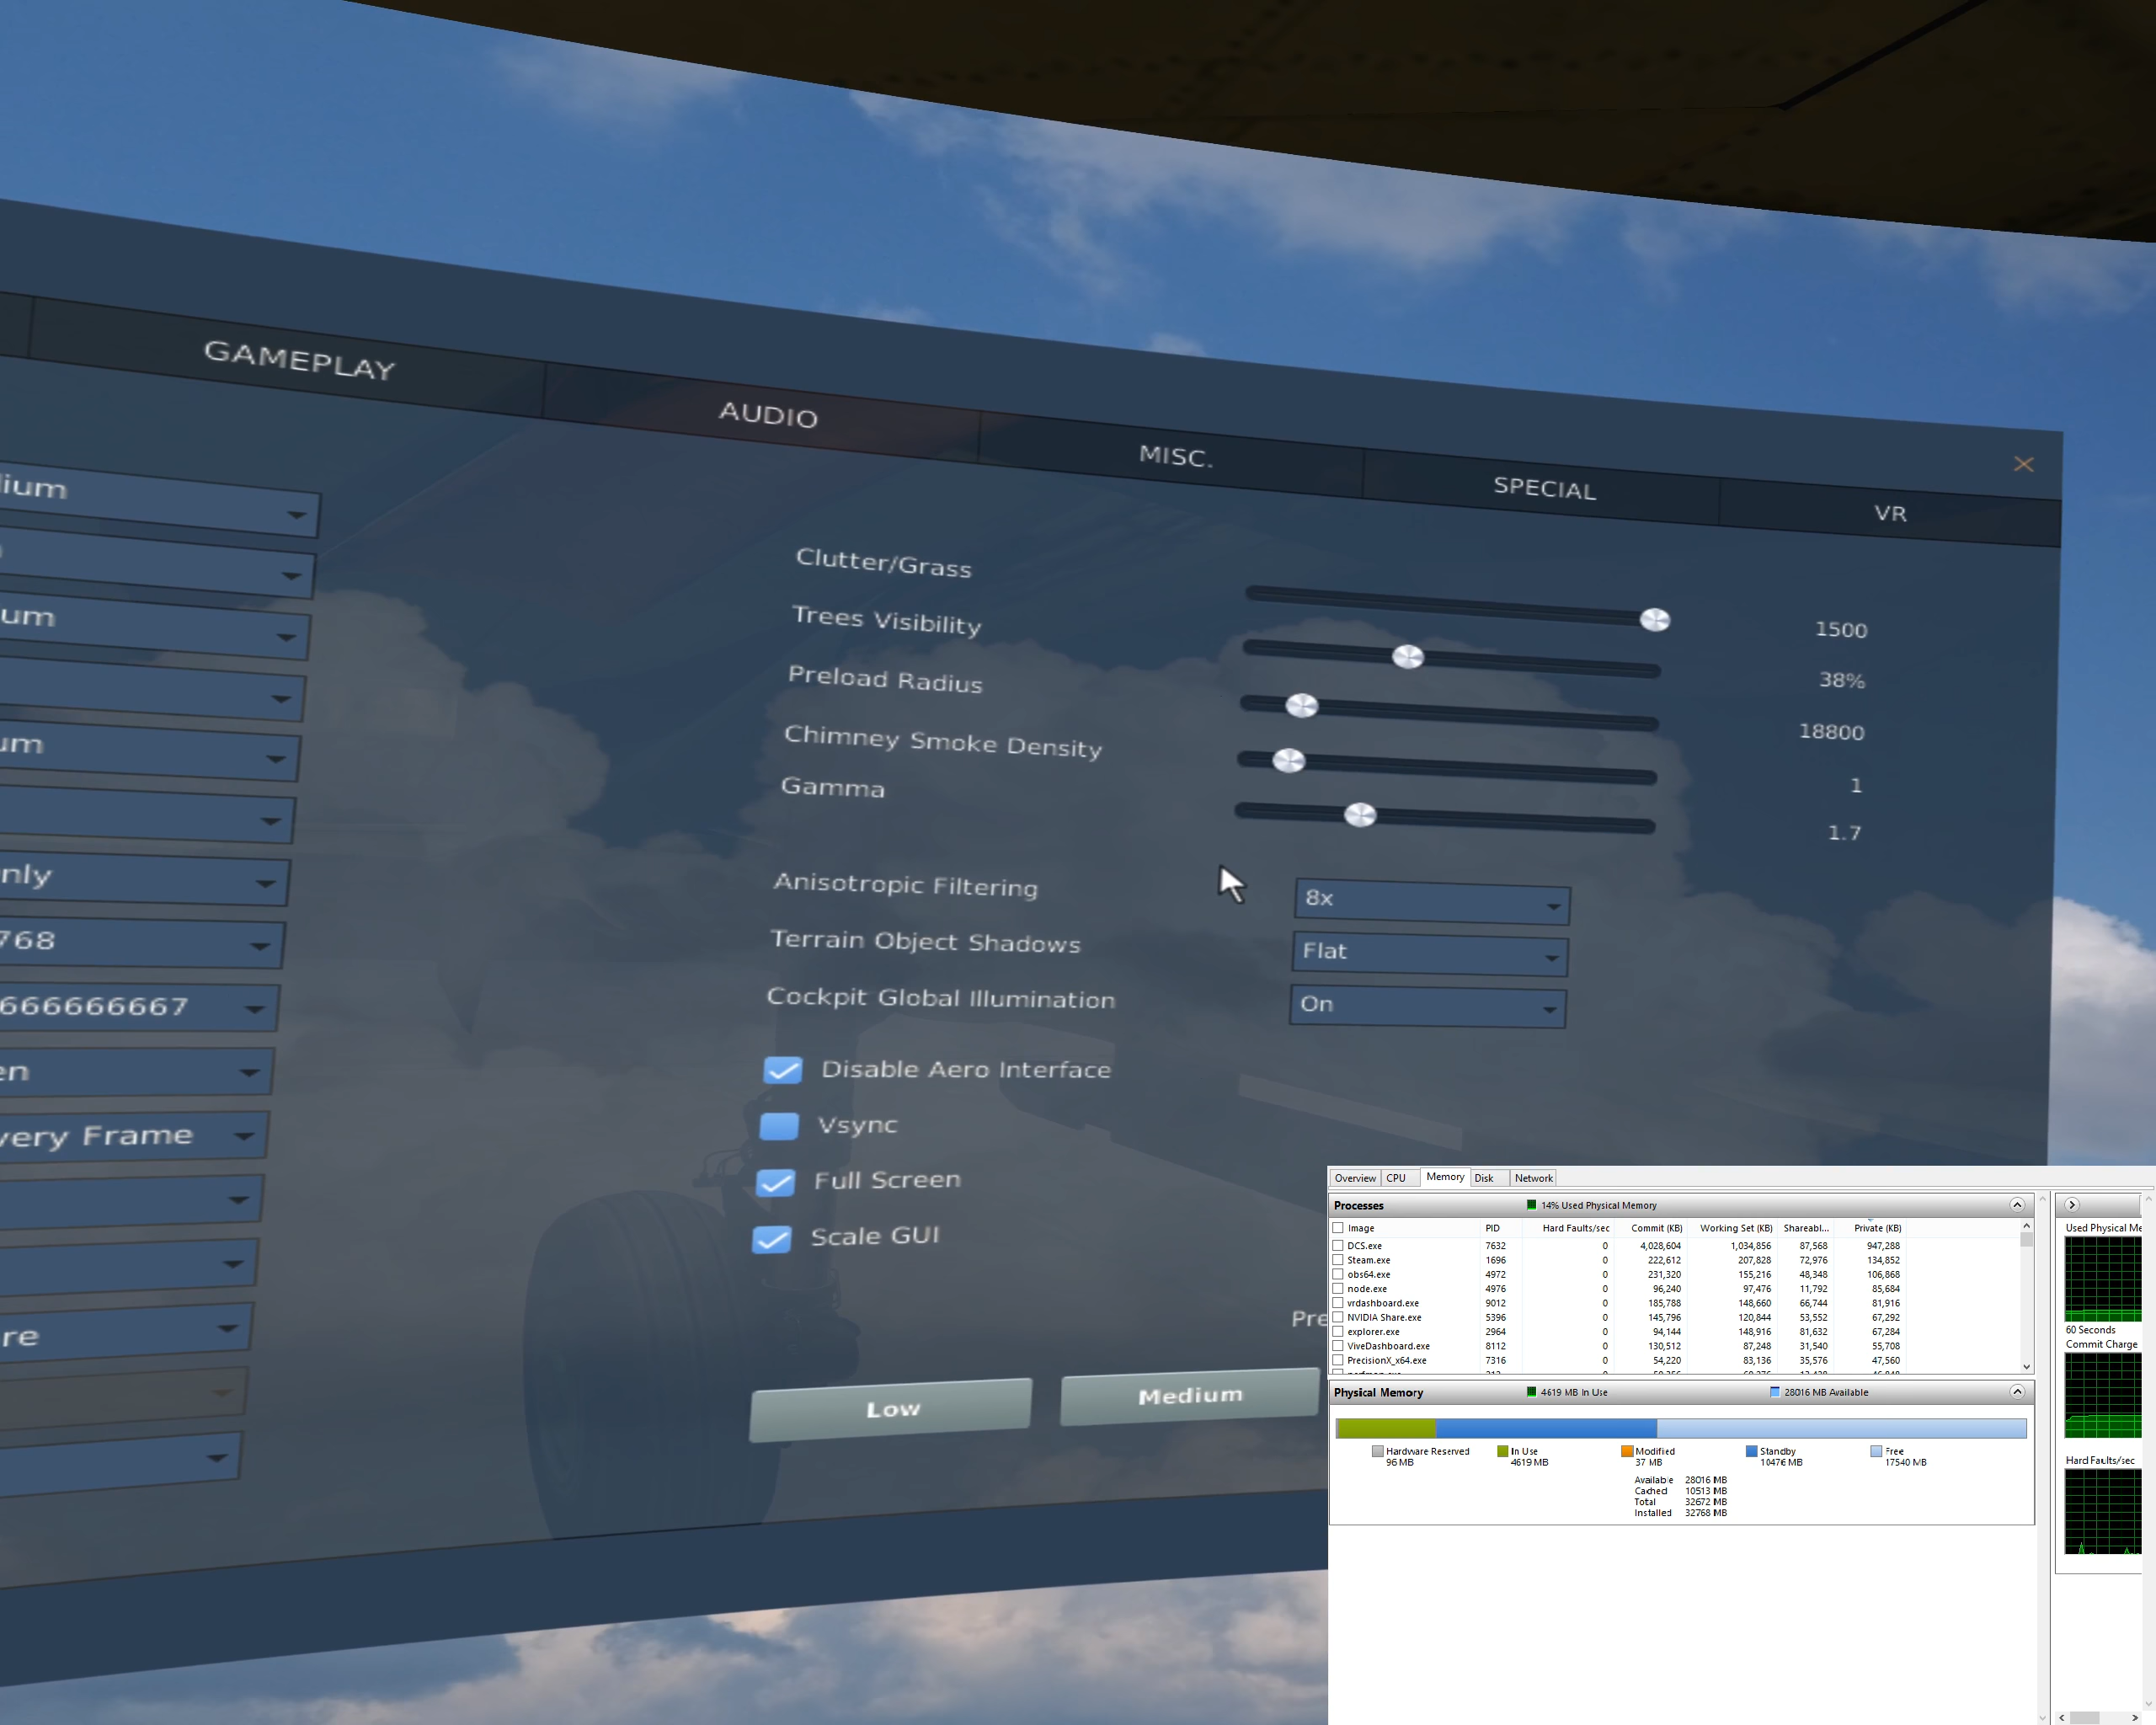 GAMEPLAY
AUDIO
MISC.
SPECIAL
VR
Clutter/Grass
1500
Trees Visibility
38%
Preload Radius
18800
Chimney Smoke Density
1
Gamma
1.7
Anisotropic Filtering
8x
Terrain Object Shadows
Flat
Cockpit Global Illumination
On
Disable Aero Interface
Vsync
Full Screen
Scale GUI
ium
um
um
nly
768
666666667
en
very Frame
re
Pre
Low
Medium
Overview CPU Memory Disk Network
Processes 14% Used Physical Memory
Image PID Hard Faults/sec Commit (KB) Working Set (KB) Shareabl... Private (KB)
DCS.exe 7632 0 4,028,604 1,034,856 87,568 947,288
Steam.exe 1696 0 222,612 207,828 72,976 134,852
obs64.exe 4972 0 231,320 155,216 48,348 106,868
node.exe 4976 0 96,240 97,476 11,792 85,684
vrdashboard.exe 9012 0 185,788 148,660 66,744 81,916
NVIDIA Share.exe 5396 0 145,796 120,844 53,552 67,292
explorer.exe 2964 0 94,144 148,916 81,632 67,284
ViveDashboard.exe 8112 0 130,512 87,248 31,540 55,708
PrecisionX_x64.exe 7316 0 54,220 83,136 35,576 47,560
Physical Memory 4619 MB In Use 28016 MB Available
Hardware Reserved
96 MB
In Use
4619 MB
Modified
37 MB
Standby
10476 MB
Free
17540 MB
Available 28016 MB
Cached 10513 MB
Total 32672 MB
Installed 32768 MB
Used Physical Me
60 Seconds
Commit Charge
Hard Faults/sec